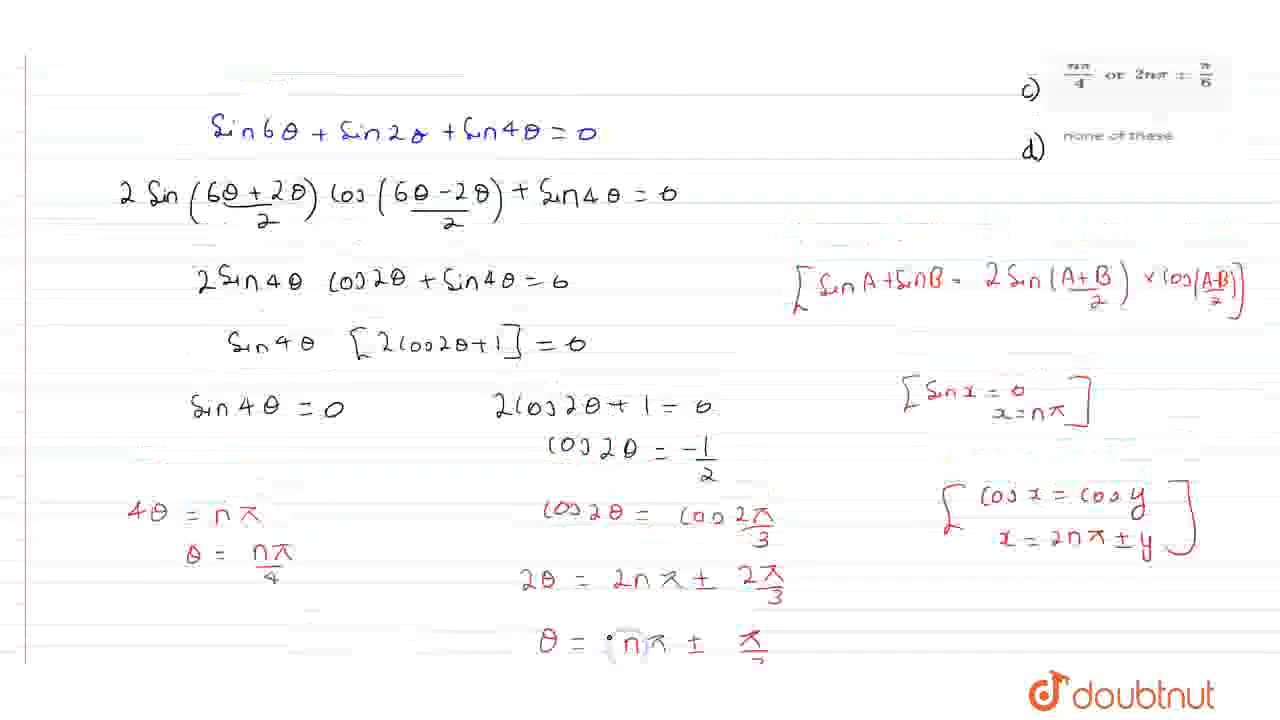 c) nπ/4 or 2nπ ± π/6
d) none of these
Sin6θ + Sin2θ + Sin4θ = 0
2 Sin (6θ + 2θ / 2) cos (6θ - 2θ / 2) + Sin4θ = 0
2 Sin4θ cos2θ + Sin4θ = 0
[SinA + SinB = 2 Sin (A+B / 2) × cos (A-B / 2)]
Sin4θ [2cos2θ + 1] = 0
Sin4θ = 0 2cos2θ + 1 = 0
[Sin x = 0
x = nπ]
cos2θ = -1/2
4θ = nπ cos2θ = cos 2π/3
θ = nπ/4
[cos x = cos y
x = 2nπ ± y]
2θ = 2nπ ± 2π/3
θ = nπ ± π/
doubtnut